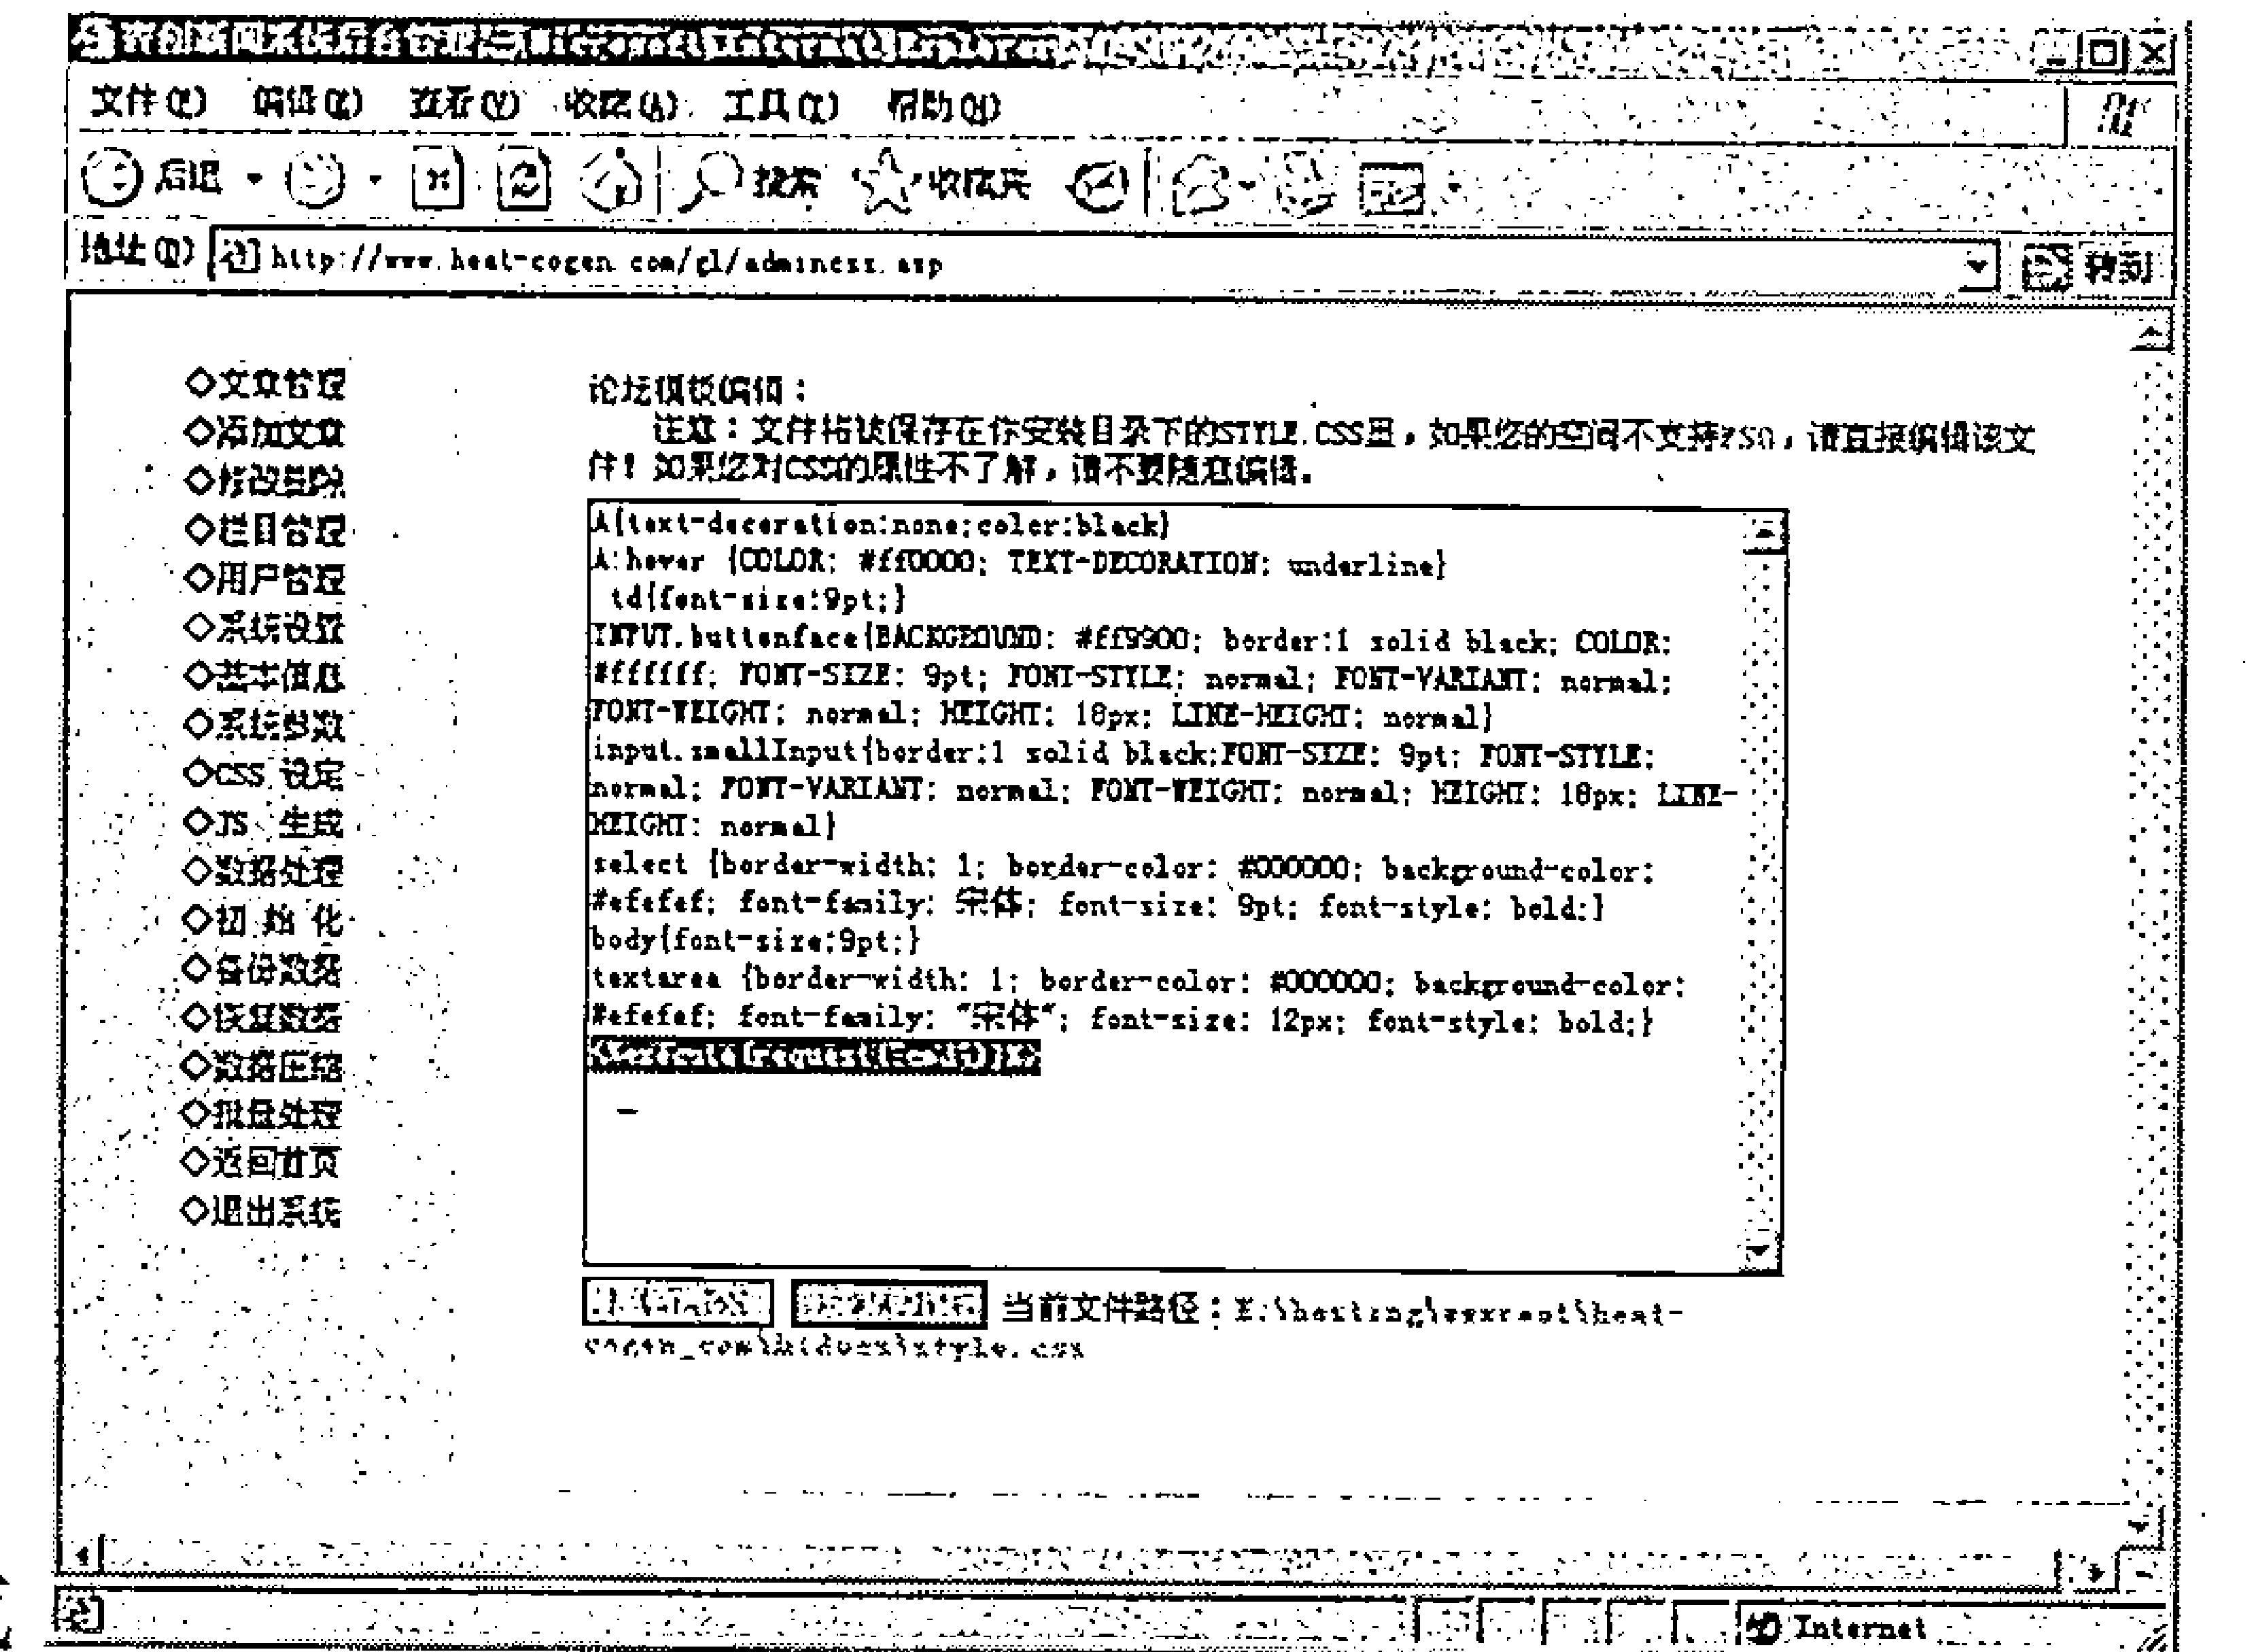 文件(F) 编辑(E) 查看(V) 收藏(A) 工具(T) 帮助(H)
后退 搜索 收藏夹
地址(D) http://www.heat-cogen.com/gl/admincss.asp 转到
◇文章管理
◇添加文章
◇修改删除
◇栏目管理
◇用户管理
◇系统设置
◇基本信息
◇系统参数
◇CSS 设定
◇JS 生成
◇数据处理
◇初 始 化
◇备份数据
◇恢复数据
◇数据压缩
◇批量处理
◇返回首页
◇退出系统
论坛模板编辑：
注意：文件将被保存在你安装目录下的STYLE.CSS里，如果您的空间不支持FSO，请直接编辑该文
件！如果您对CSS的属性不了解，请不要随意编辑。
A{text-decoration:none;color:black}
A:hover {COLOR: #ff0000; TEXT-DECORATION: underline}
td{font-size:9pt;}
INPUT.buttonface{BACKGROUND: #ff9900; border:1 solid black; COLOR:
#ffffff; FONT-SIZE: 9pt; FONT-STYLE: normal; FONT-VARIANT: normal;
FONT-WEIGHT: normal; HEIGHT: 18px; LINE-HEIGHT: normal}
input.smallInput{border:1 solid black;FONT-SIZE: 9pt; FONT-STYLE:
normal; FONT-VARIANT: normal; FONT-WEIGHT: normal; HEIGHT: 18px; LINE-
HEIGHT: normal}
select {border-width: 1; border-color: #000000; background-color:
#efefef; font-family: 宋体; font-size: 9pt; font-style: bold;}
body{font-size:9pt;}
textarea {border-width: 1; border-color: #000000; background-color:
#efefef; font-family: "宋体"; font-size: 12px; font-style: bold;}
当前文件路径：E:\hosting\wwwroot\heat-
cogen_com\htdocs\style.css
Internet